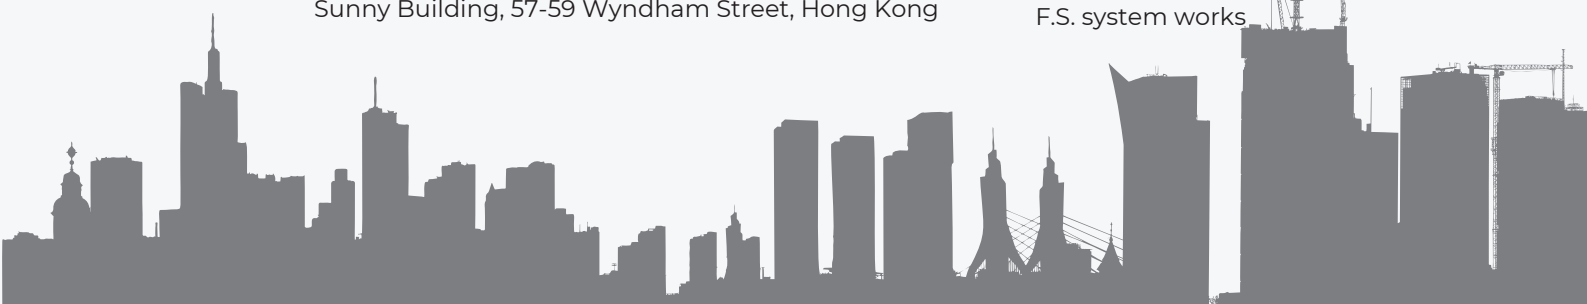 Sunny Building, 57-59 Wyndham Street, Hong Kong
F.S. system works